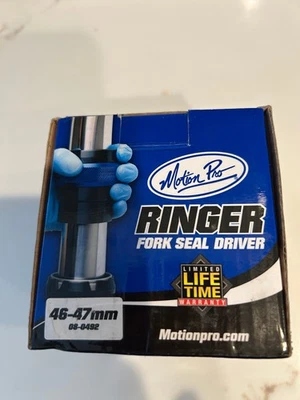 Motion Pro
RINGER
FORK SEAL DRIVER
LIMITED
LIFE
TIME
WARRANTY
46-47mm
08-0492
Motionpro.com